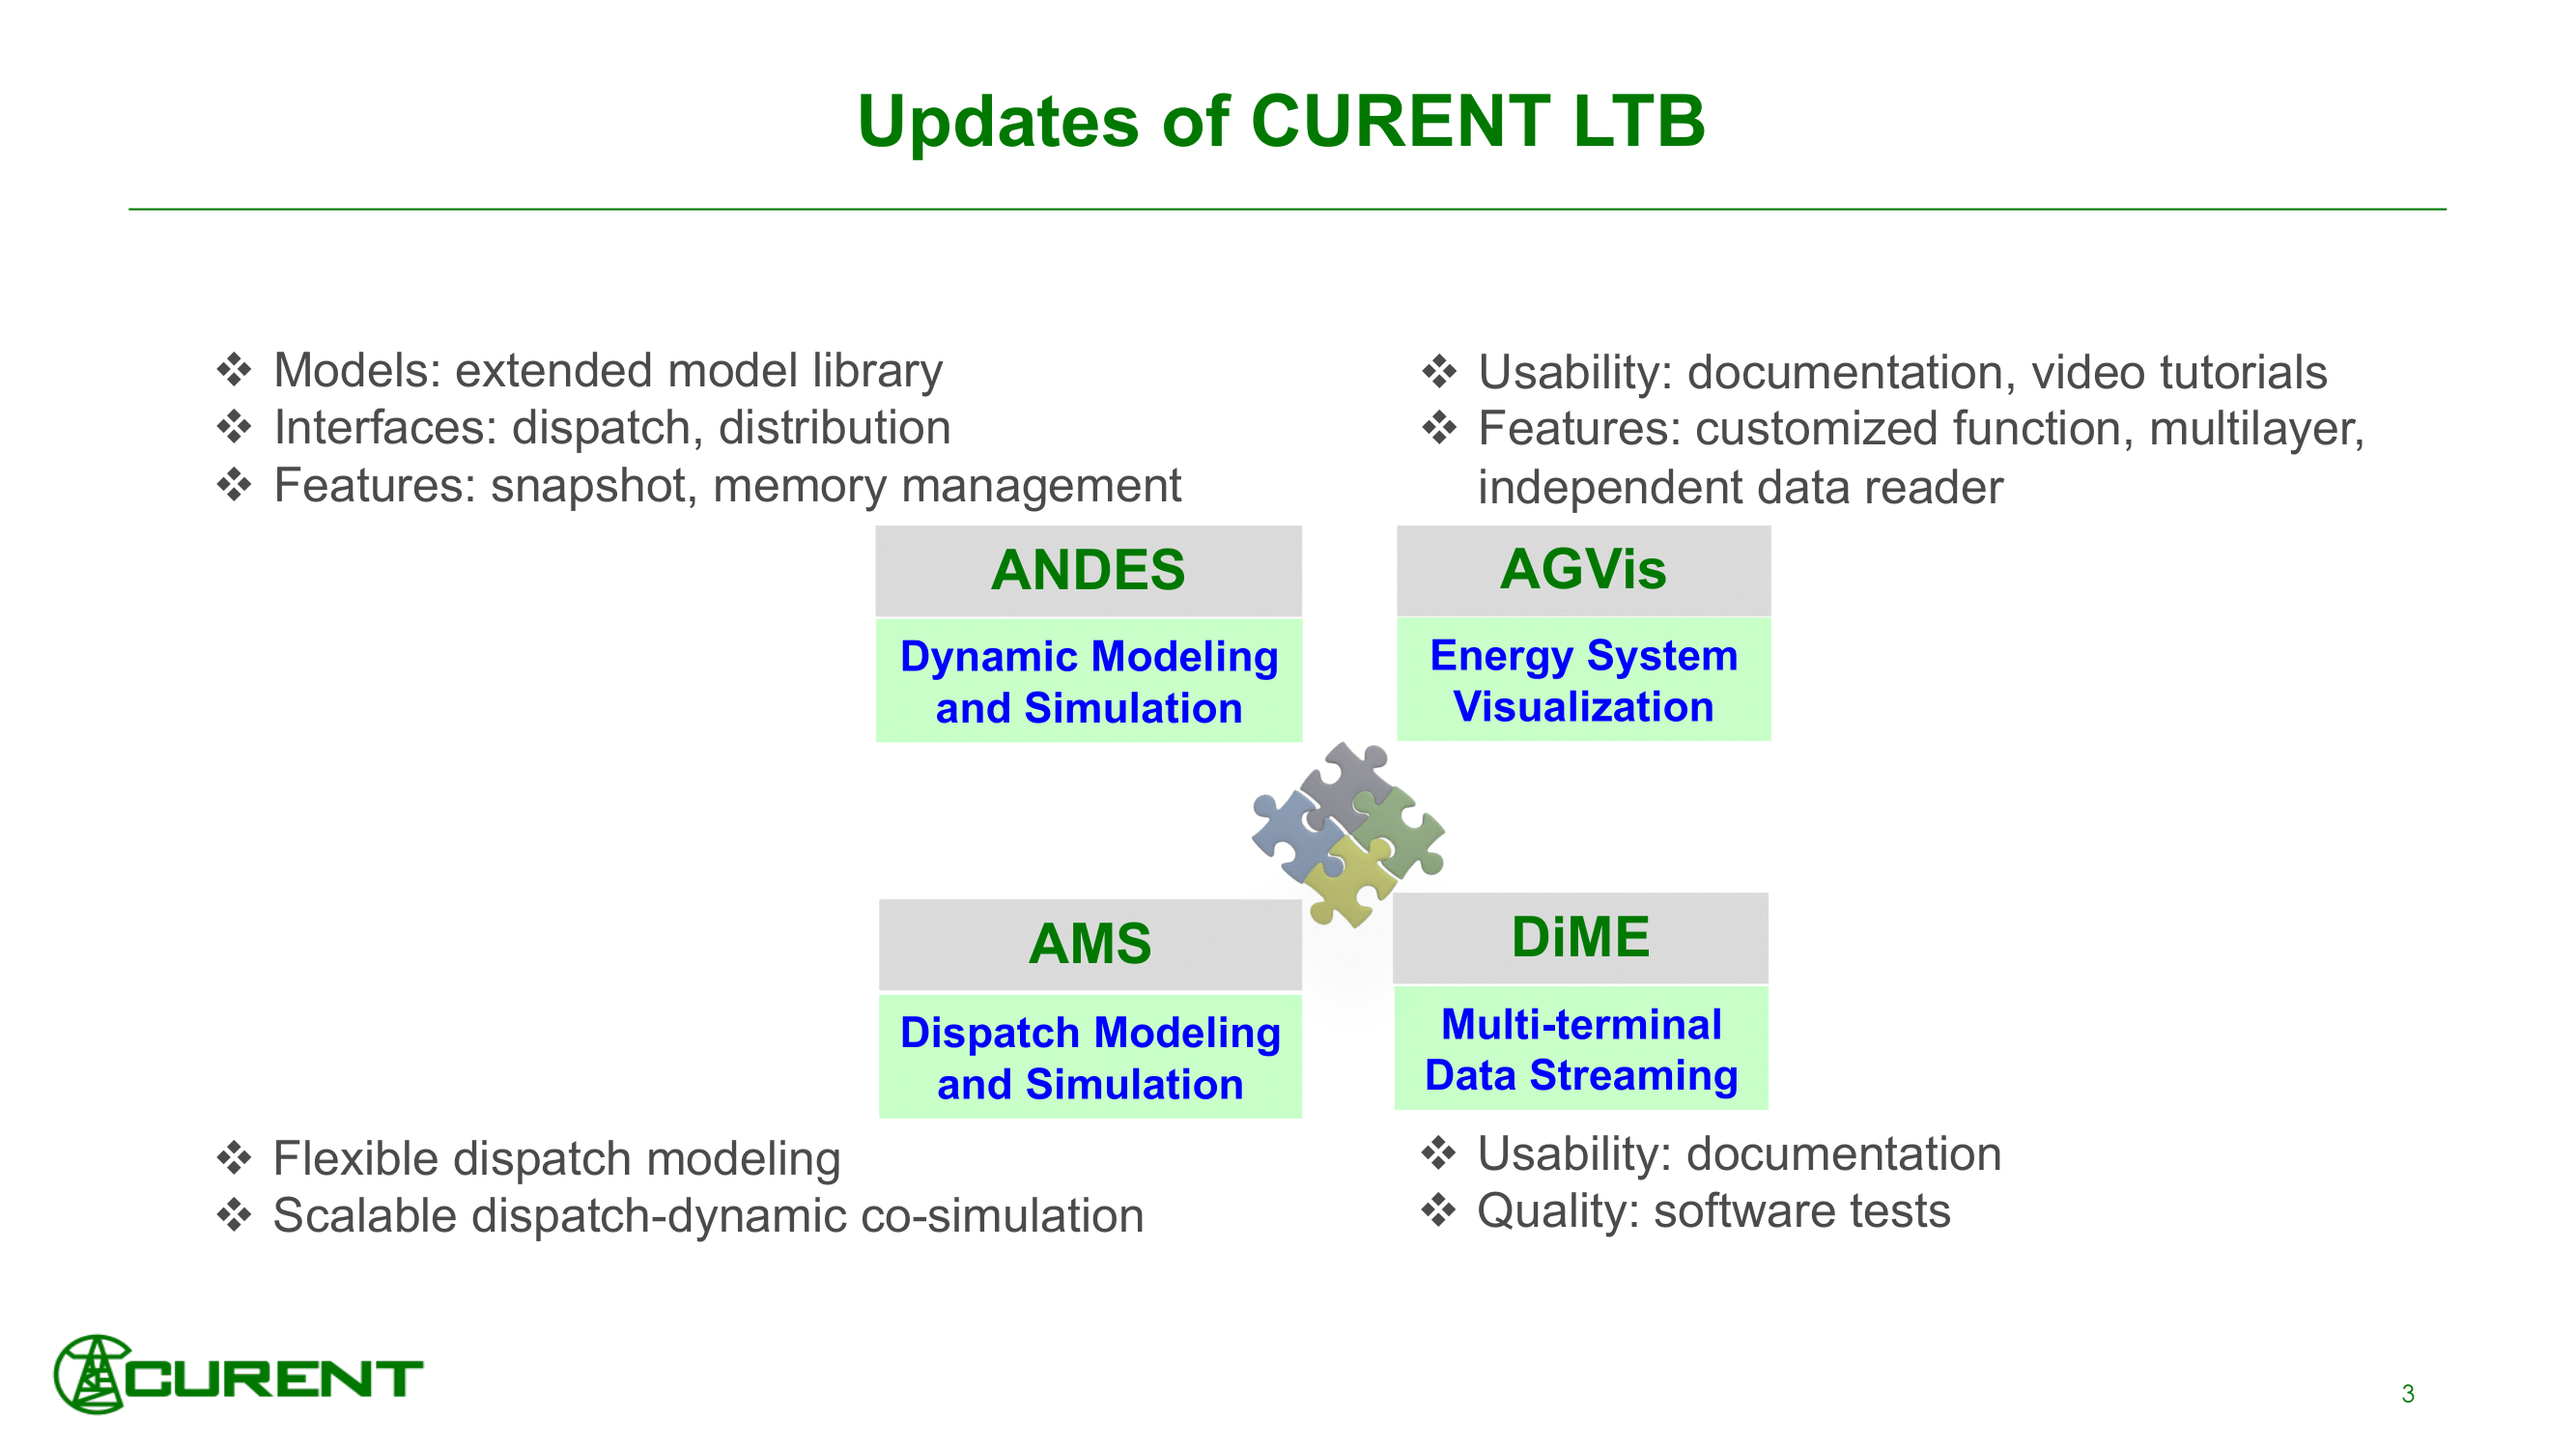 Updates of CURENT LTB
❖ Models: extended model library
❖ Interfaces: dispatch, distribution
❖ Features: snapshot, memory management
❖ Usability: documentation, video tutorials
❖ Features: customized function, multilayer,
independent data reader
ANDES
Dynamic Modeling
and Simulation
AGVis
Energy System
Visualization
AMS
Dispatch Modeling
and Simulation
DiME
Multi-terminal
Data Streaming
❖ Flexible dispatch modeling
❖ Scalable dispatch-dynamic co-simulation
❖ Usability: documentation
❖ Quality: software tests
CURENT
3